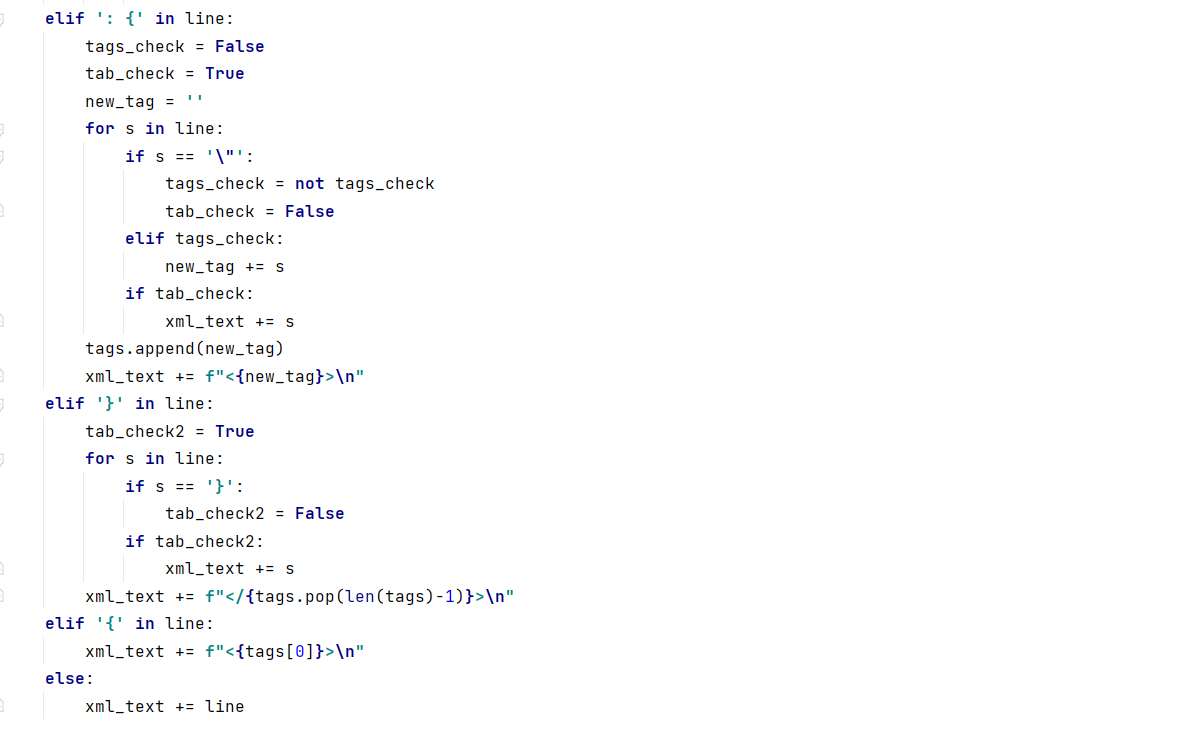 elif ': {' in line:
    tags_check = False
    tab_check = True
    new_tag = ''
    for s in line:
        if s == '\"':
            tags_check = not tags_check
            tab_check = False
        elif tags_check:
            new_tag += s
        if tab_check:
            xml_text += s
    tags.append(new_tag)
    xml_text += f"<{new_tag}>\n"
elif '}' in line:
    tab_check2 = True
    for s in line:
        if s == '}':
            tab_check2 = False
        if tab_check2:
            xml_text += s
    xml_text += f"</{tags.pop(len(tags)-1)}>\n"
elif '{' in line:
    xml_text += f"<{tags[0]}>\n"
else:
    xml_text += line